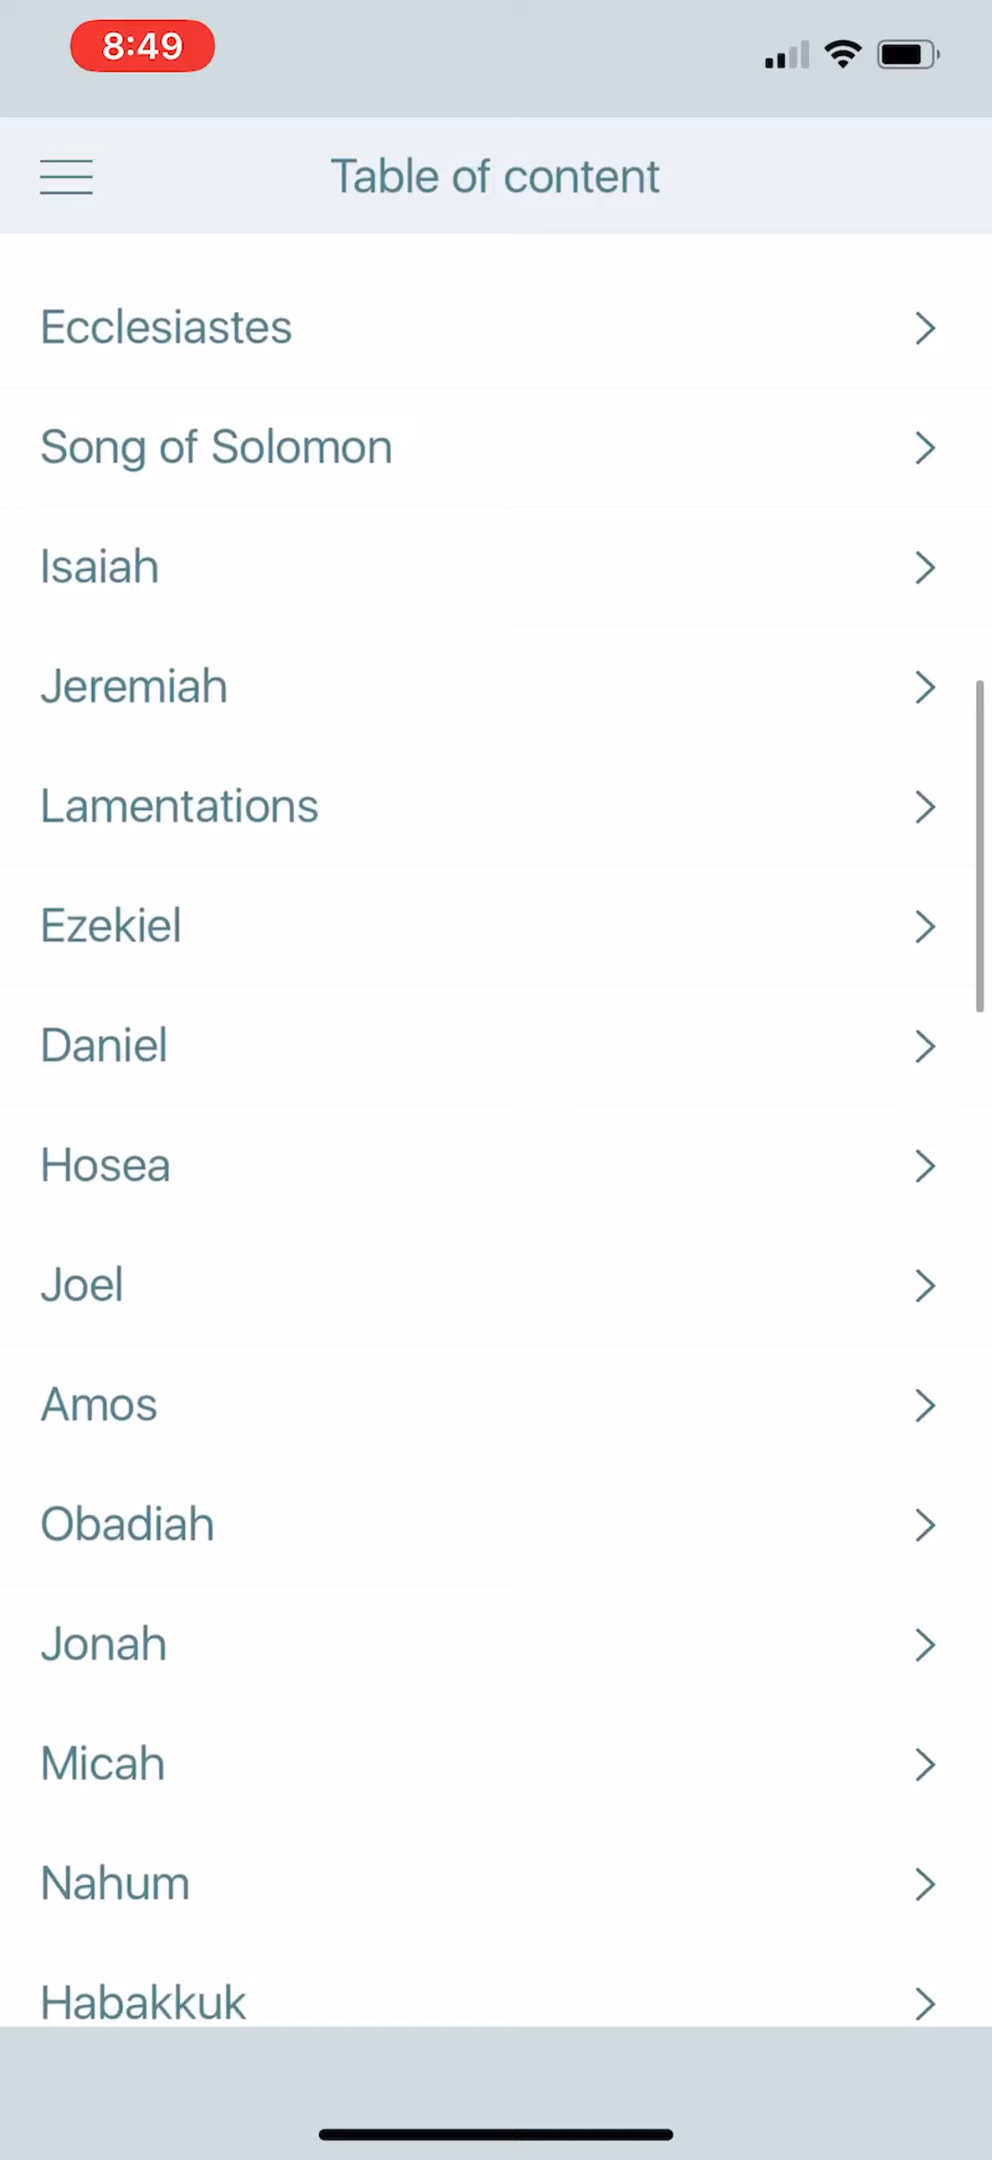 8:49
Table of content
Ecclesiastes
Song of Solomon
Isaiah
Jeremiah
Lamentations
Ezekiel
Daniel
Hosea
Joel
Amos
Obadiah
Jonah
Micah
Nahum
Habakkuk